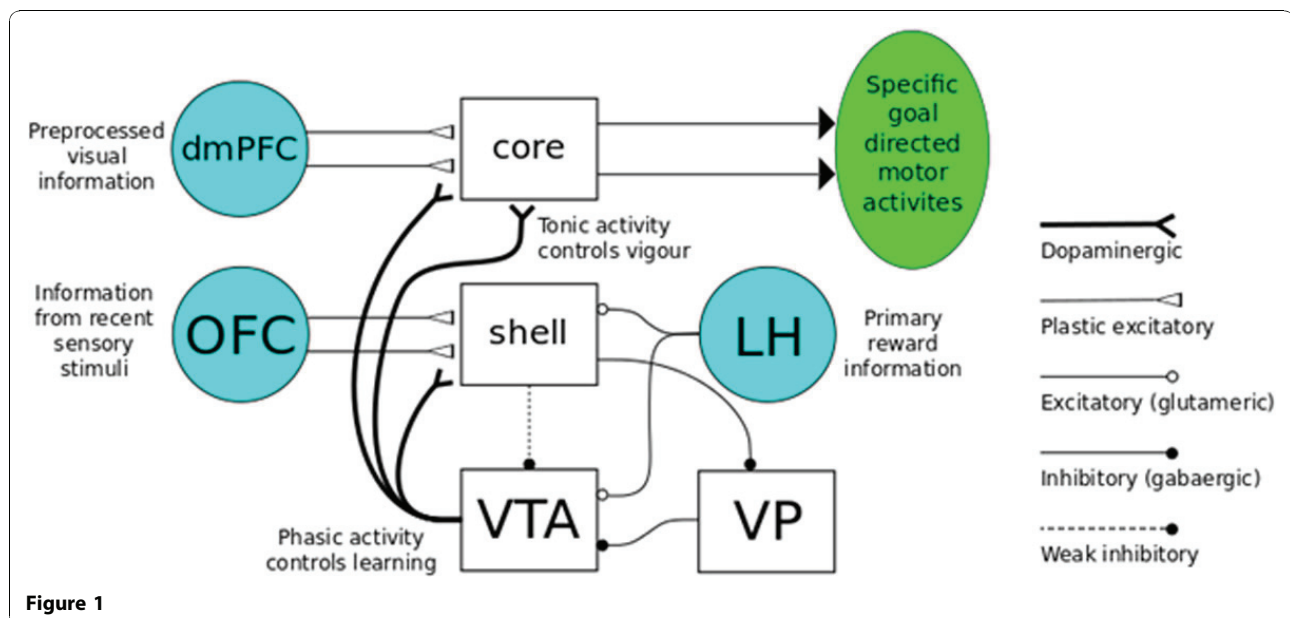 Preprocessed
visual
information
dmPFC
core
Specific
goal
directed
motor
activites
Tonic activity
controls vigour
Information
from recent
sensory
stimuli
OFC
shell
LH
Primary
reward
information
VTA
VP
Phasic activity
controls learning
Dopaminergic
Plastic excitatory
Excitatory (glutameric)
Inhibitory (gabaergic)
Weak inhibitory
Figure 1